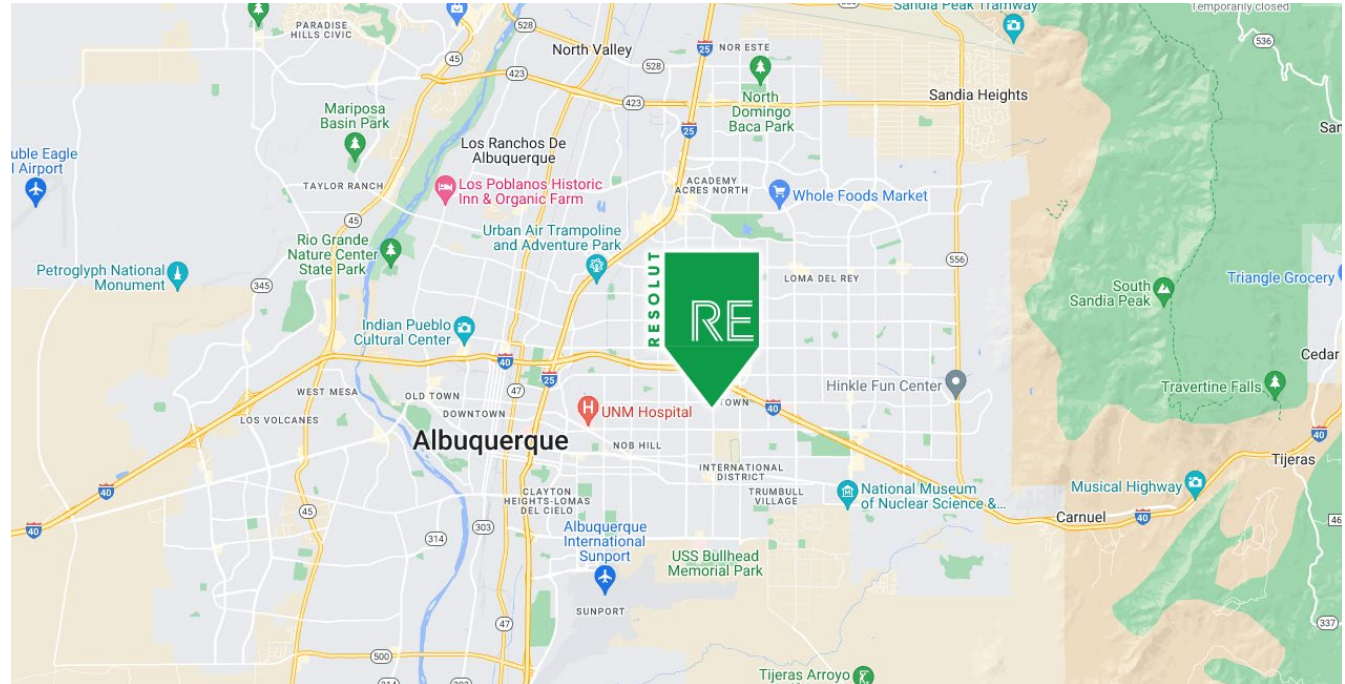 Sandia Peak Tramway
Temporarily closed
PARADISE
HILLS CIVIC
528
North Valley
25
NOR ESTE
536
45
528
423
423
North
Domingo
Baca Park
Sandia Heights
Mariposa
Basin Park
25
San
Los Ranchos De
Albuquerque
uble Eagle
l Airport
TAYLOR RANCH
Los Poblanos Historic
Inn & Organic Farm
ACADEMY
ACRES NORTH
Whole Foods Market
45
Urban Air Trampoline
and Adventure Park
Rio Grande
Nature Center
State Park
556
Petroglyph National
Monument
345
RESOLUT
RE
LOMA DEL REY
South
Sandia Peak
Triangle Grocery
Indian Pueblo
Cultural Center
40
Cedar
25
47
WEST MESA
OLD TOWN
Hinkle Fun Center
Travertine Falls
DOWNTOWN
UNM Hospital
TOWN
40
LOS VOLCANES
Albuquerque
NOB HILL
40
Tijeras
INTERNATIONAL
DISTRICT
40
CLAYTON
HEIGHTS-LOMAS
DEL CIELO
TRUMBULL
VILLAGE
National Museum
of Nuclear Science &...
Musical Highway
45
303
Carnuel
40
46
40
314
Albuquerque
International
Sunport
USS Bullhead
Memorial Park
SUNPORT
47
337
500
Tijeras Arroyo
314
303